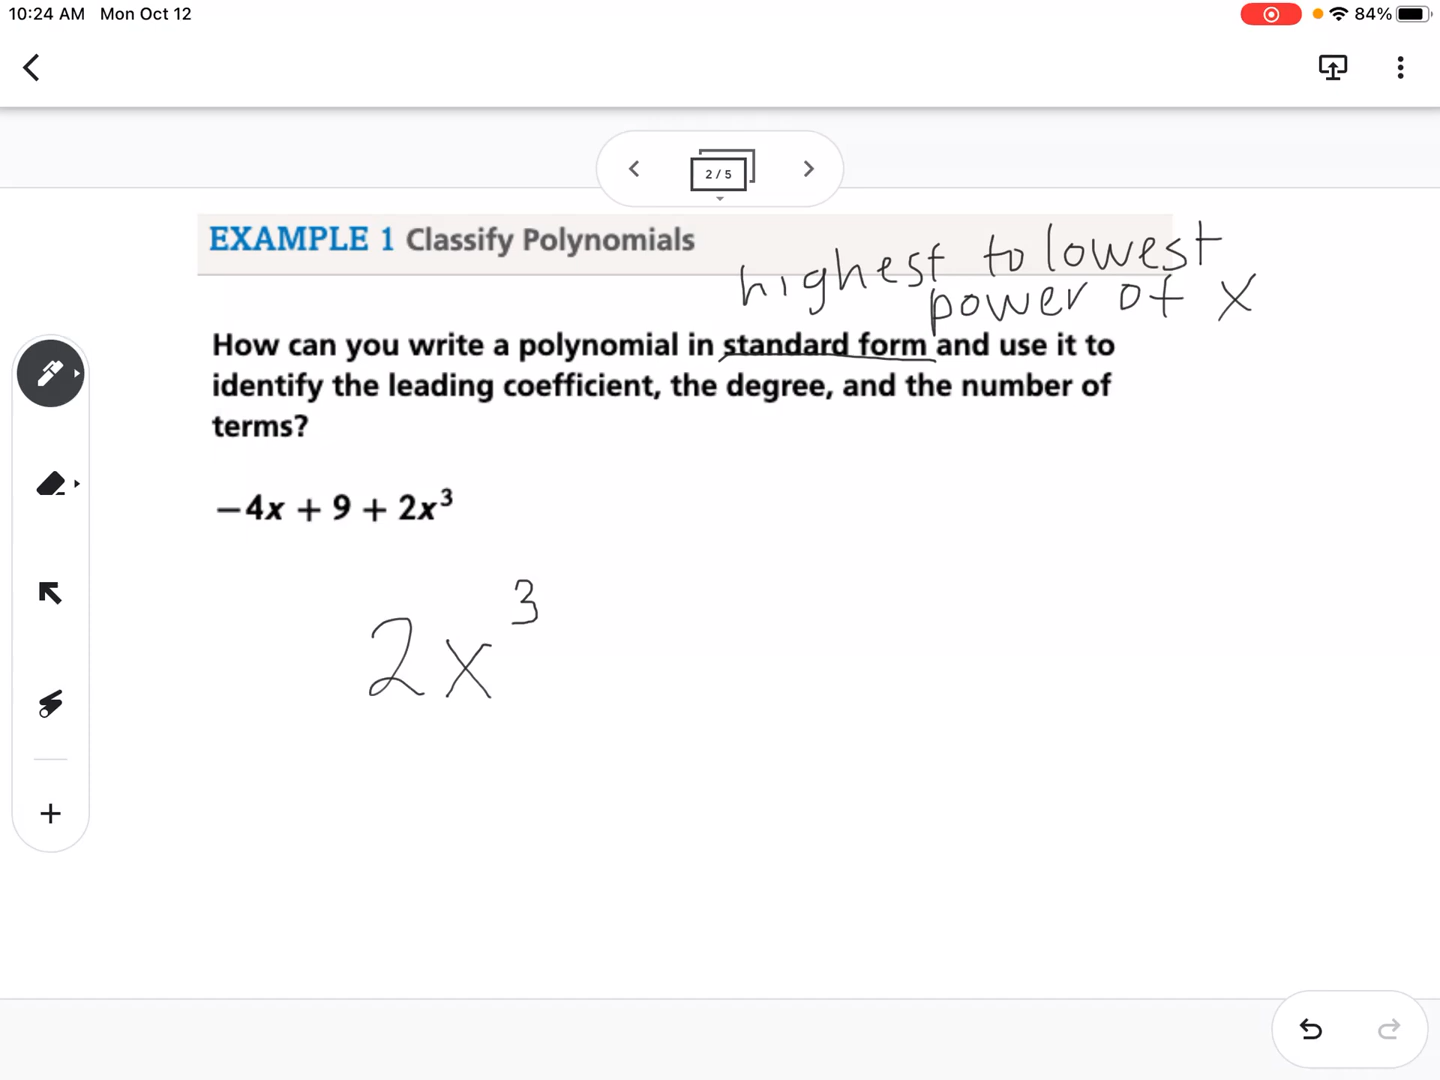 10:24 AM Mon Oct 12
84%
2 / 5
EXAMPLE 1 Classify Polynomials
highest to lowest
power of x
How can you write a polynomial in standard form and use it to
identify the leading coefficient, the degree, and the number of
terms?
−4x + 9 + 2x³
2x³